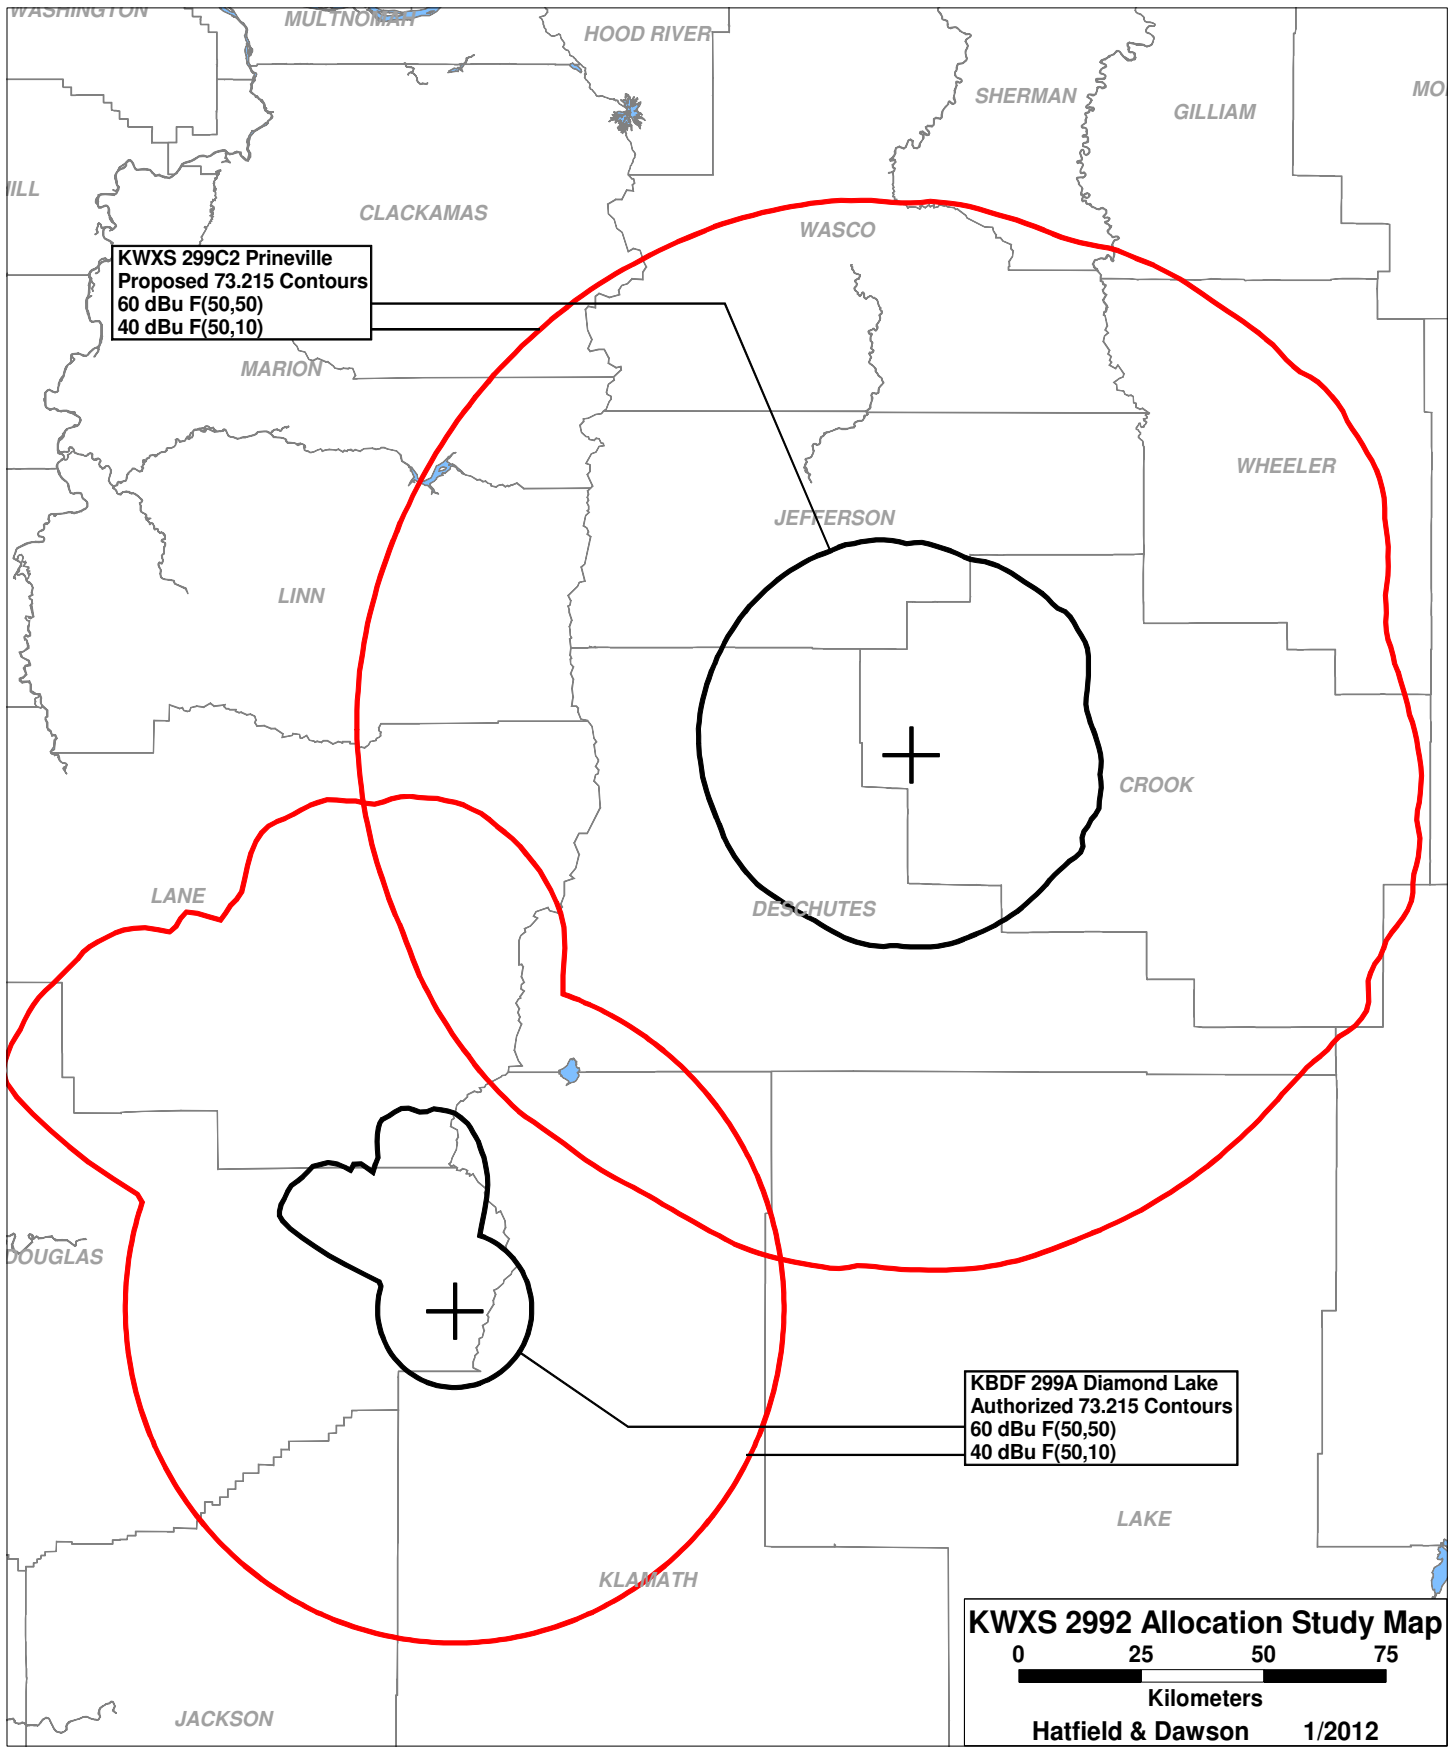 WASHINGTON
MULTNOMAH
HOOD RIVER
SHERMAN
GILLIAM
MO
ILL
CLACKAMAS
WASCO
KWXS 299C2 Prineville
Proposed 73.215 Contours
60 dBu F(50,50)
40 dBu F(50,10)
MARION
WHEELER
JEFFERSON
LINN
CROOK
LANE
DESCHUTES
DOUGLAS
KBDF 299A Diamond Lake
Authorized 73.215 Contours
60 dBu F(50,50)
40 dBu F(50,10)
LAKE
KLAMATH
JACKSON
KWXS 2992 Allocation Study Map
0 25 50 75
Kilometers
Hatfield & Dawson 1/2012